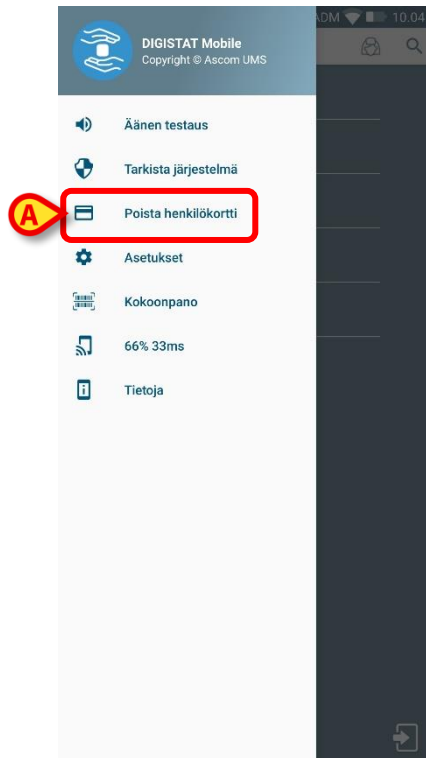 ADM 10.04
DIGISTAT Mobile
Copyright © Ascom UMS
Äänen testaus
Tarkista järjestelmä
A
Poista henkilökortti
Asetukset
Kokoonpano
66% 33ms
Tietoja